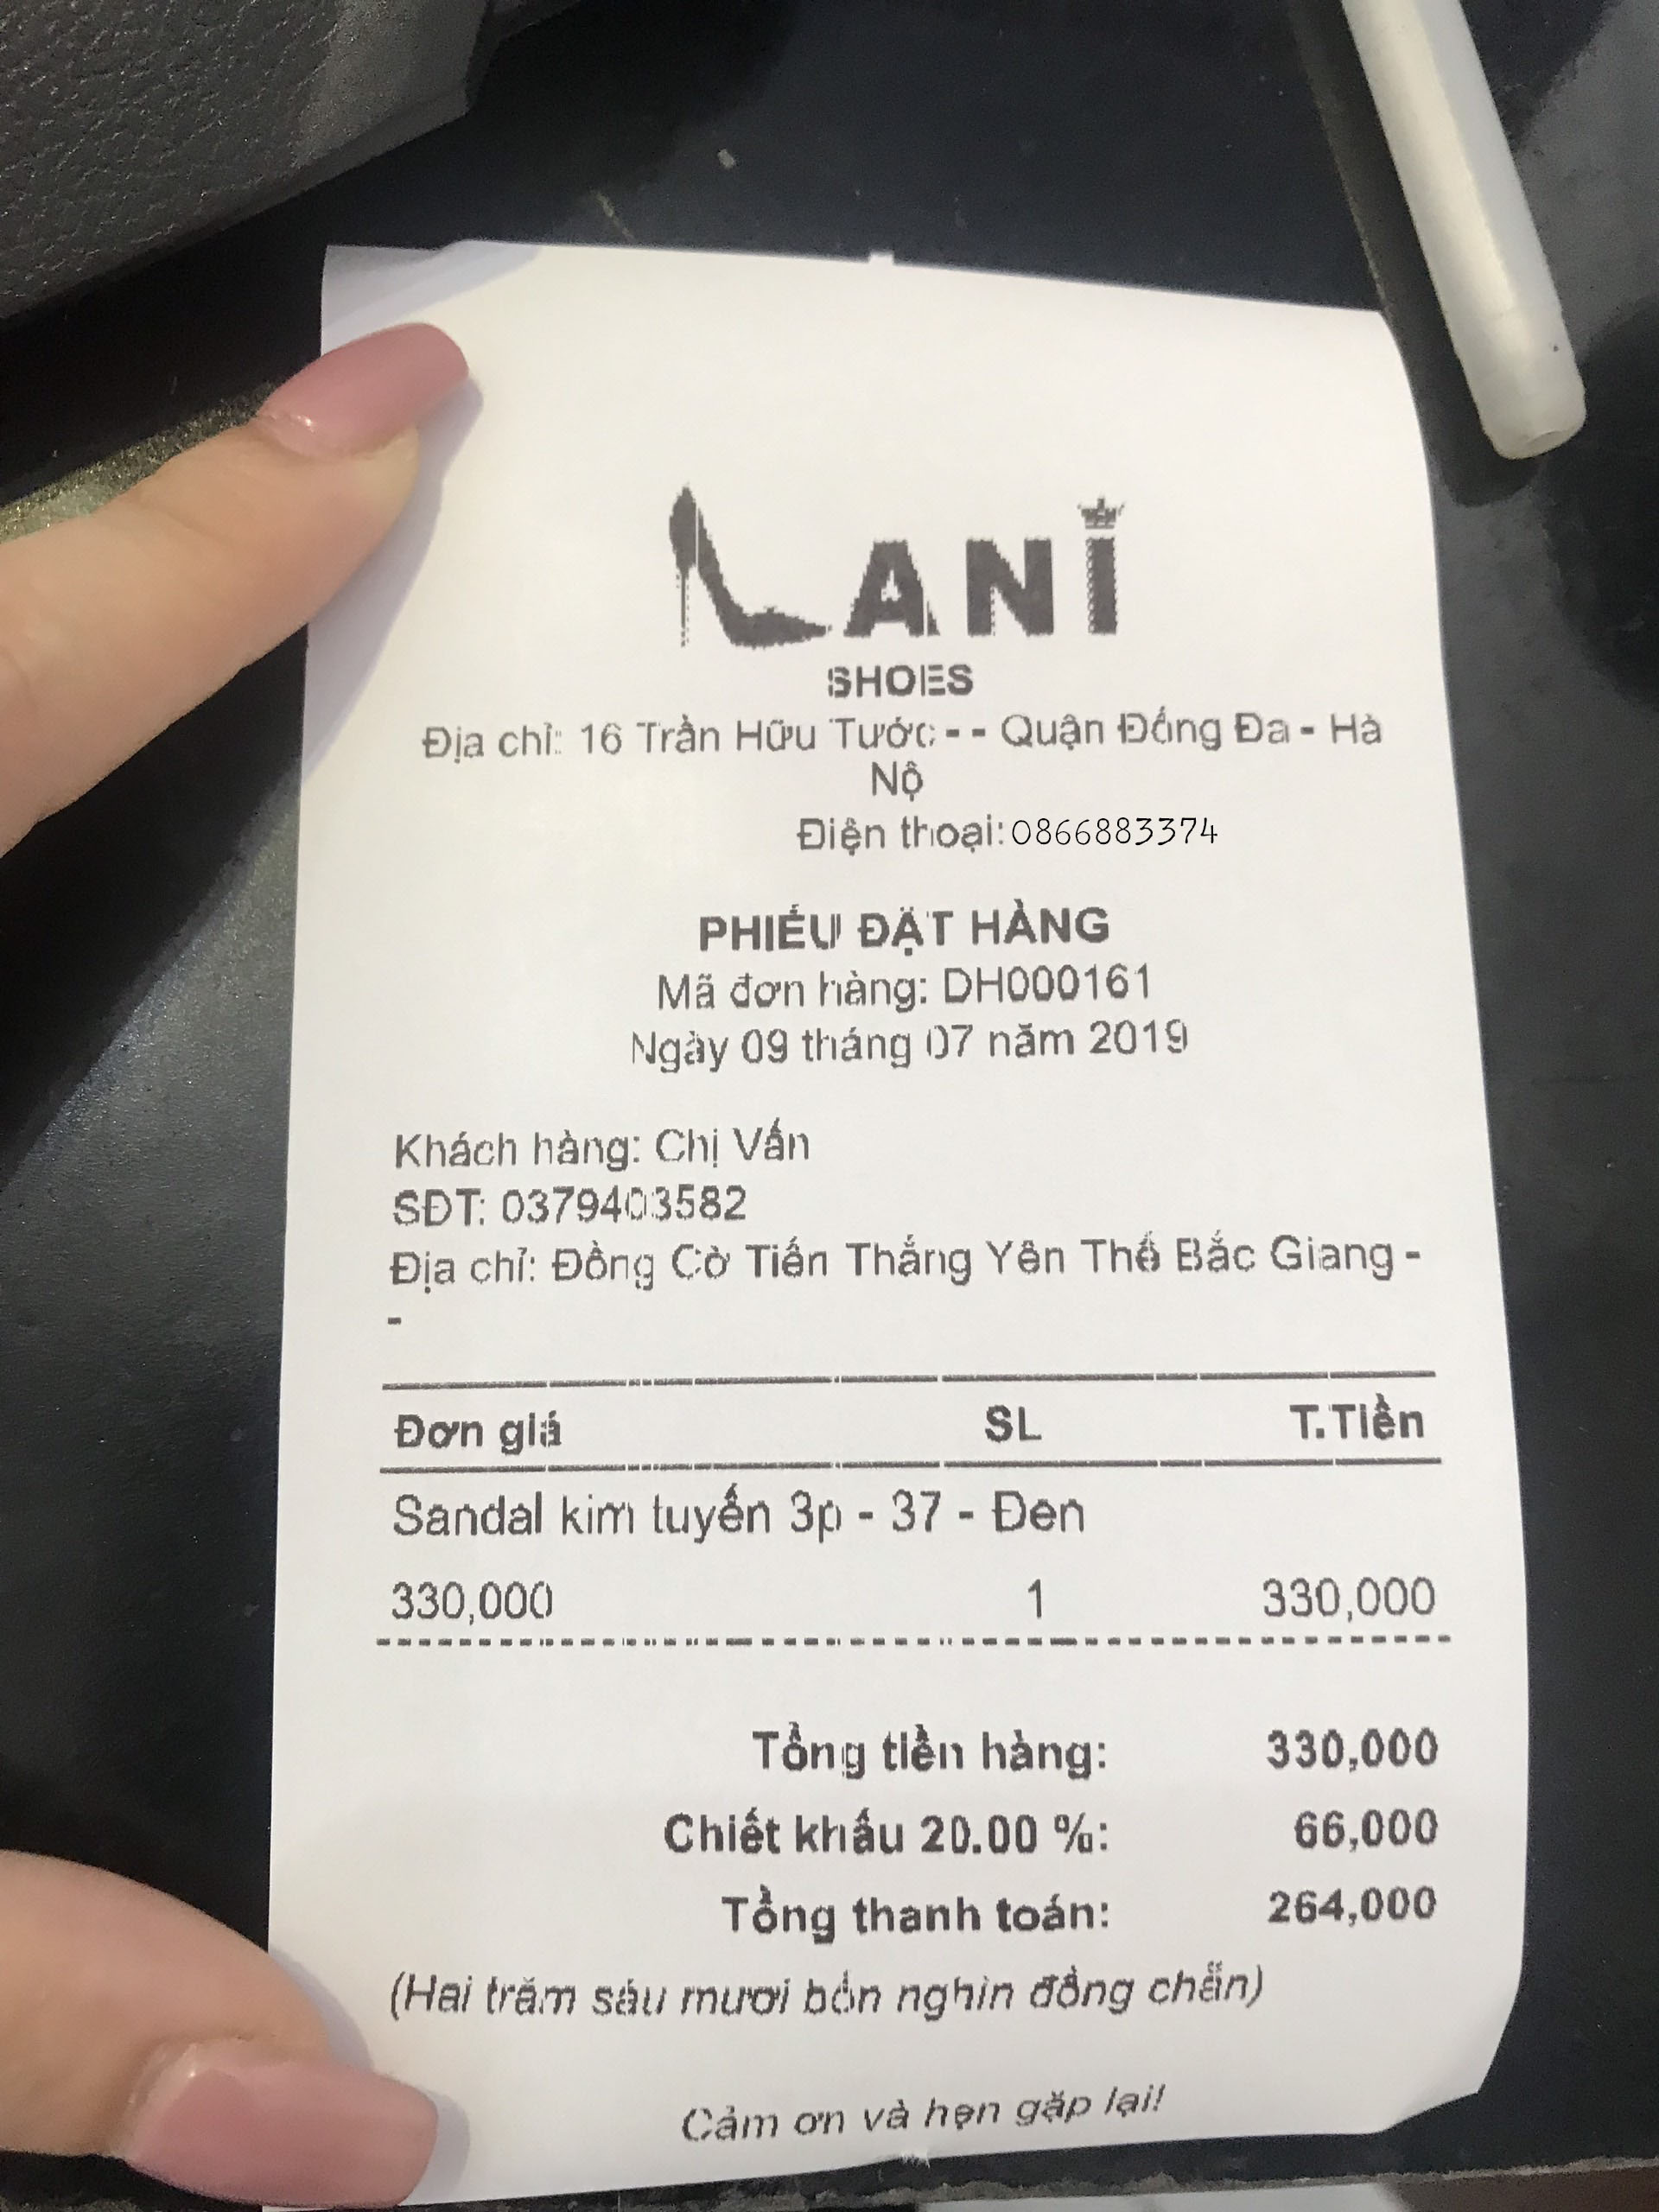 LANI
SHOES
Địa chỉ: 16 Trần Hữu Tước - - Quận Đống Đa - Hà
Nộ
Điện thoại: 0866883374
PHIẾU ĐẶT HÀNG
Mã đơn hàng: DH000161
Ngày 09 tháng 07 năm 2019
Khách hàng: Chị Vấn
SĐT: 0379403582
Địa chỉ: Đồng Cờ Tiến Thắng Yên Thế Bắc Giang -
-
Đơn giá SL T.Tiền
Sandal kim tuyến 3p - 37 - Đen
330,000 1 330,000
Tổng tiền hàng: 330,000
Chiết khấu 20.00 %: 66,000
Tổng thanh toán: 264,000
(Hai trăm sáu mươi bốn nghìn đồng chẵn)
Cảm ơn và hẹn gặp lại!